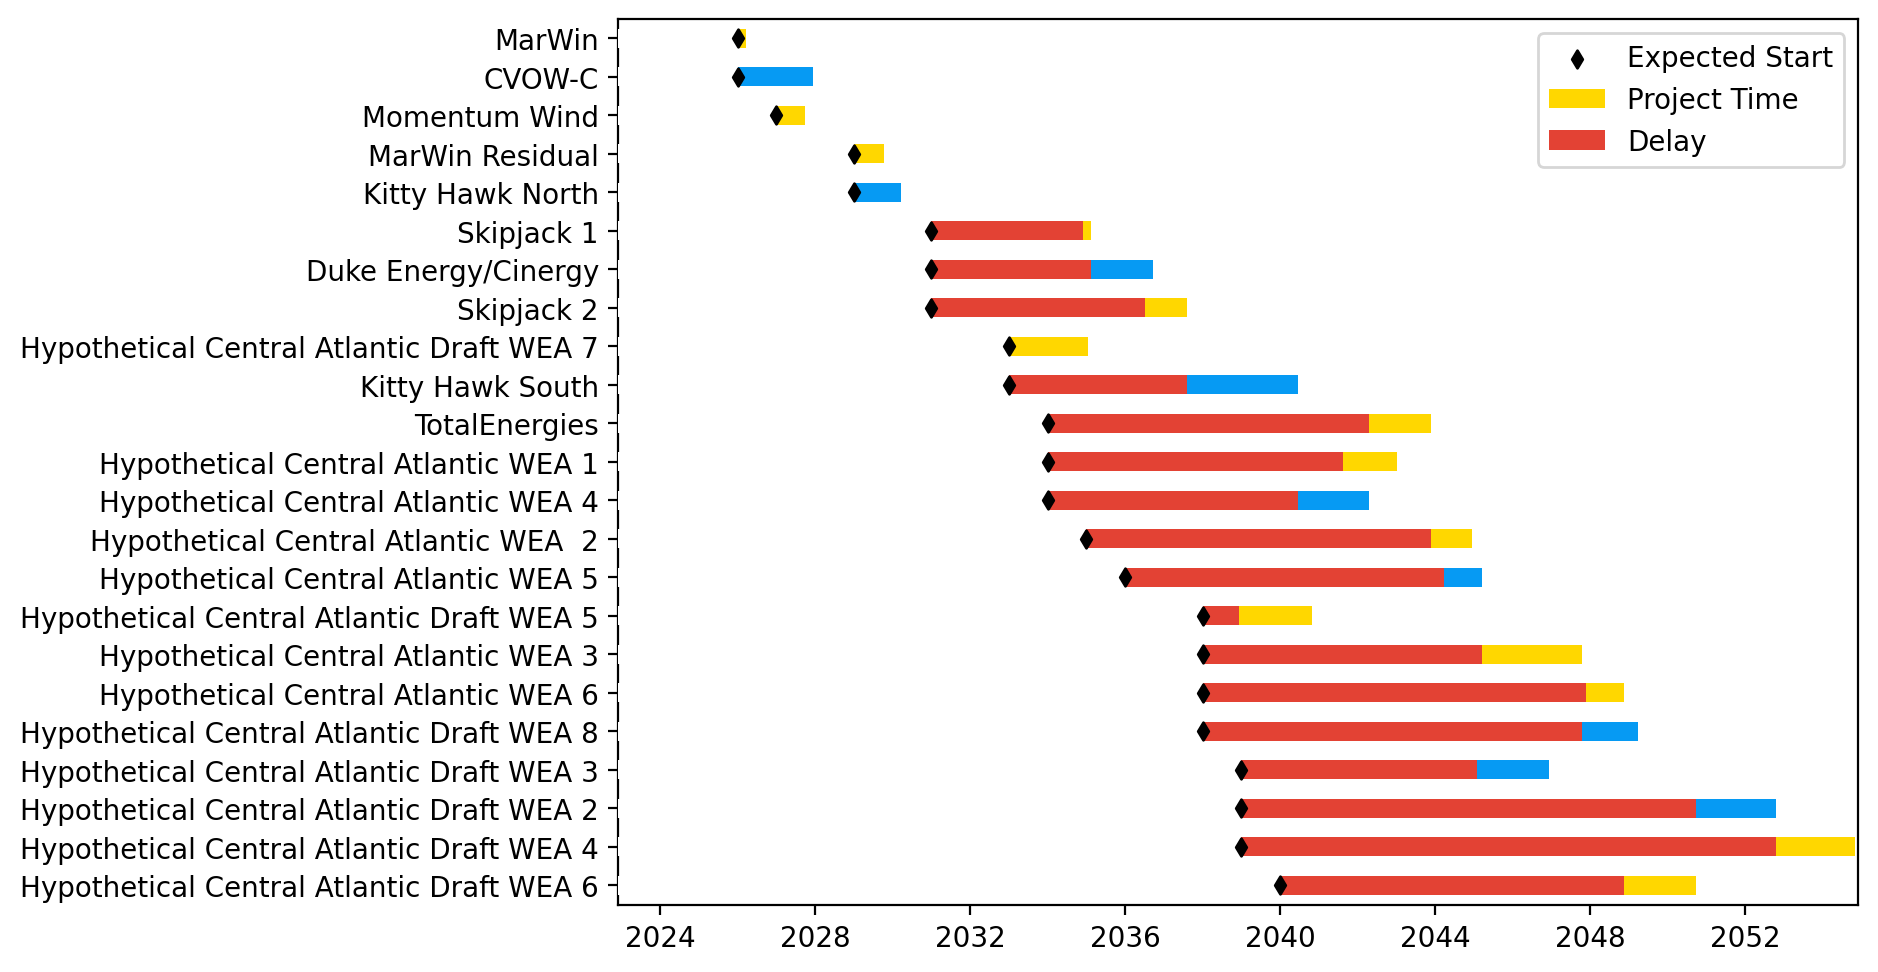 MarWin
CVOW-C
Momentum Wind
MarWin Residual
Kitty Hawk North
Skipjack 1
Duke Energy/Cinergy
Skipjack 2
Hypothetical Central Atlantic Draft WEA 7
Kitty Hawk South
TotalEnergies
Hypothetical Central Atlantic WEA 1
Hypothetical Central Atlantic WEA 4
Hypothetical Central Atlantic WEA  2
Hypothetical Central Atlantic WEA 5
Hypothetical Central Atlantic Draft WEA 5
Hypothetical Central Atlantic WEA 3
Hypothetical Central Atlantic WEA 6
Hypothetical Central Atlantic Draft WEA 8
Hypothetical Central Atlantic Draft WEA 3
Hypothetical Central Atlantic Draft WEA 2
Hypothetical Central Atlantic Draft WEA 4
Hypothetical Central Atlantic Draft WEA 6
Expected Start
Project Time
Delay
2024 2028 2032 2036 2040 2044 2048 2052